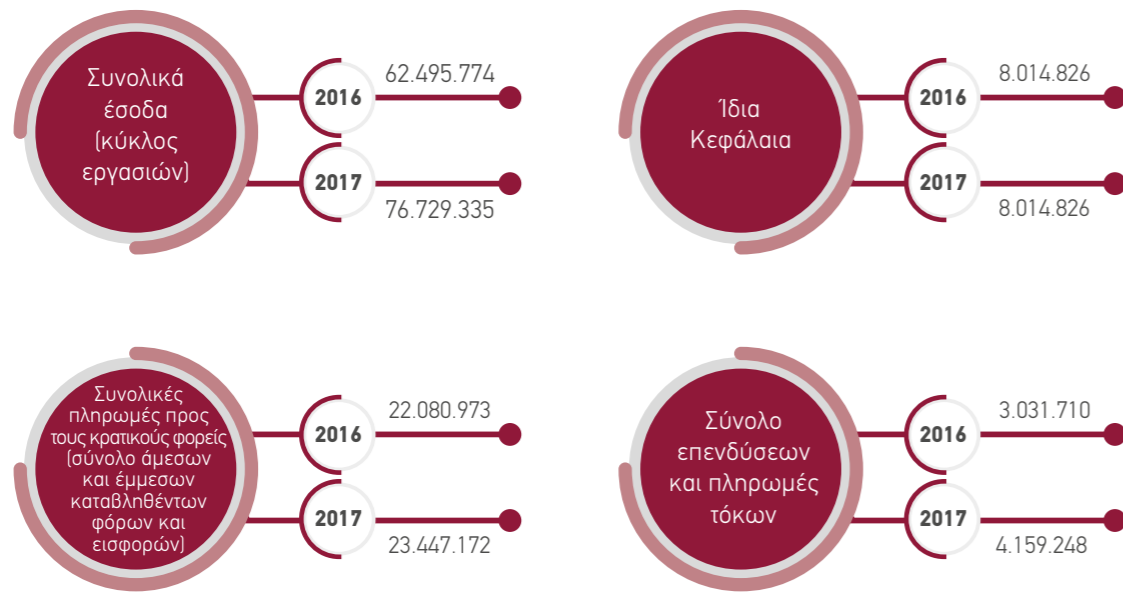 Συνολικά
έσοδα
(κύκλος
εργασιών)
2016
62.495.774
2017
76.729.335
Ίδια
Κεφάλαια
2016
8.014.826
2017
8.014.826
Συνολικές
πληρωμές προς
τους κρατικούς φορείς
(σύνολο άμεσων
και έμμεσων
καταβληθέντων
φόρων και
εισφορών)
2016
22.080.973
2017
23.447.172
Σύνολο
επενδύσεων
και πληρωμές
τόκων
2016
3.031.710
2017
4.159.248